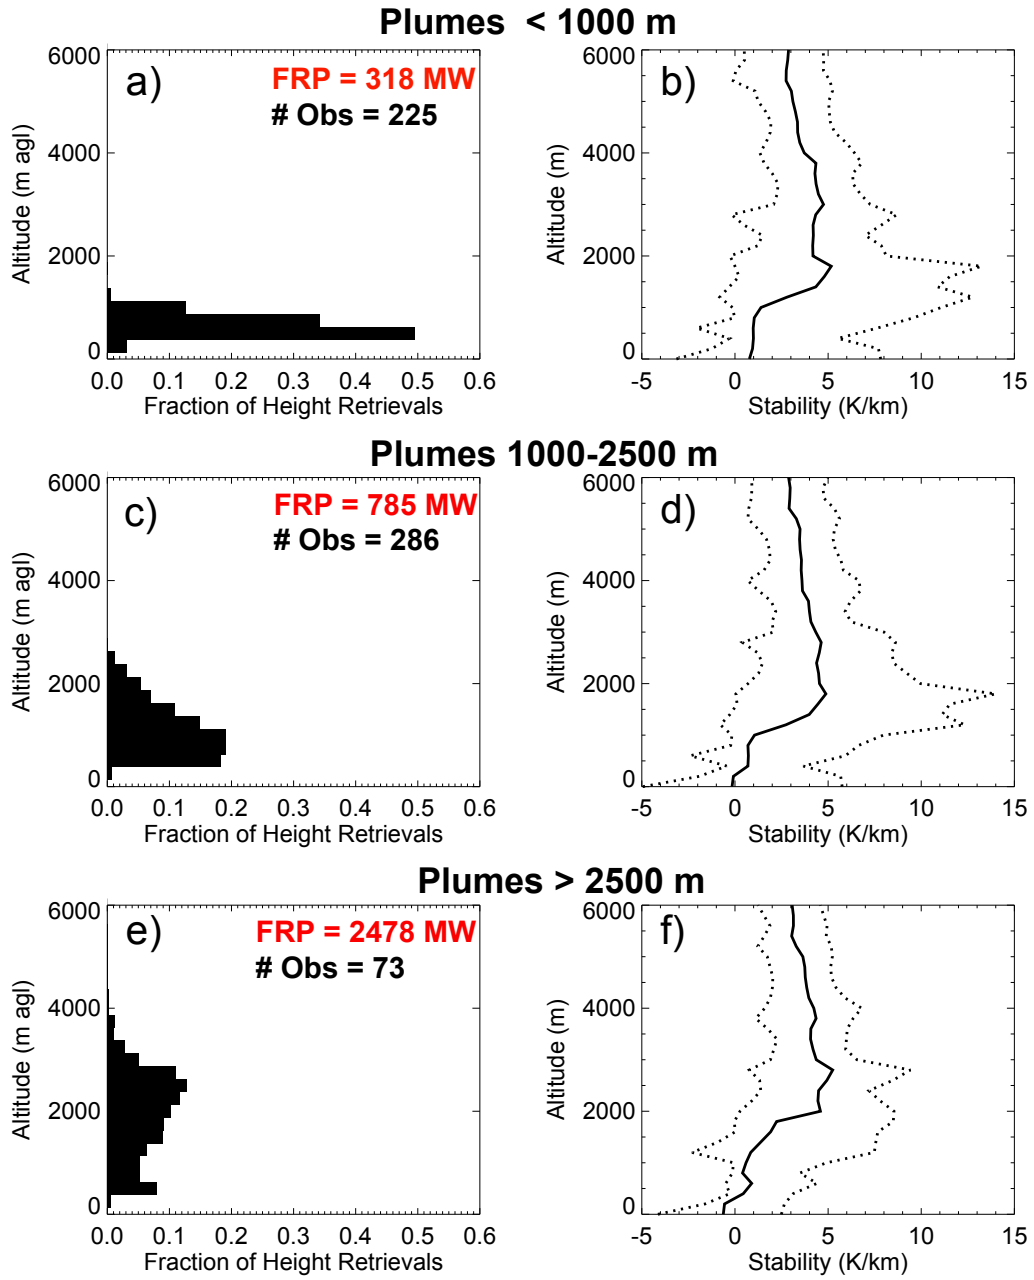 Plumes < 1000 m
a)
FRP = 318 MW
# Obs = 225
6000
4000
2000
0
Altitude (m agl)
0.0 0.1 0.2 0.3 0.4 0.5 0.6
Fraction of Height Retrievals
b)
6000
4000
2000
0
Altitude (m)
-5 0 5 10 15
Stability (K/km)
Plumes 1000-2500 m
c)
FRP = 785 MW
# Obs = 286
6000
4000
2000
0
Altitude (m agl)
0.0 0.1 0.2 0.3 0.4 0.5 0.6
Fraction of Height Retrievals
d)
6000
4000
2000
0
Altitude (m)
-5 0 5 10 15
Stability (K/km)
Plumes > 2500 m
e)
FRP = 2478 MW
# Obs = 73
6000
4000
2000
0
Altitude (m agl)
0.0 0.1 0.2 0.3 0.4 0.5 0.6
Fraction of Height Retrievals
f)
6000
4000
2000
0
Altitude (m)
-5 0 5 10 15
Stability (K/km)